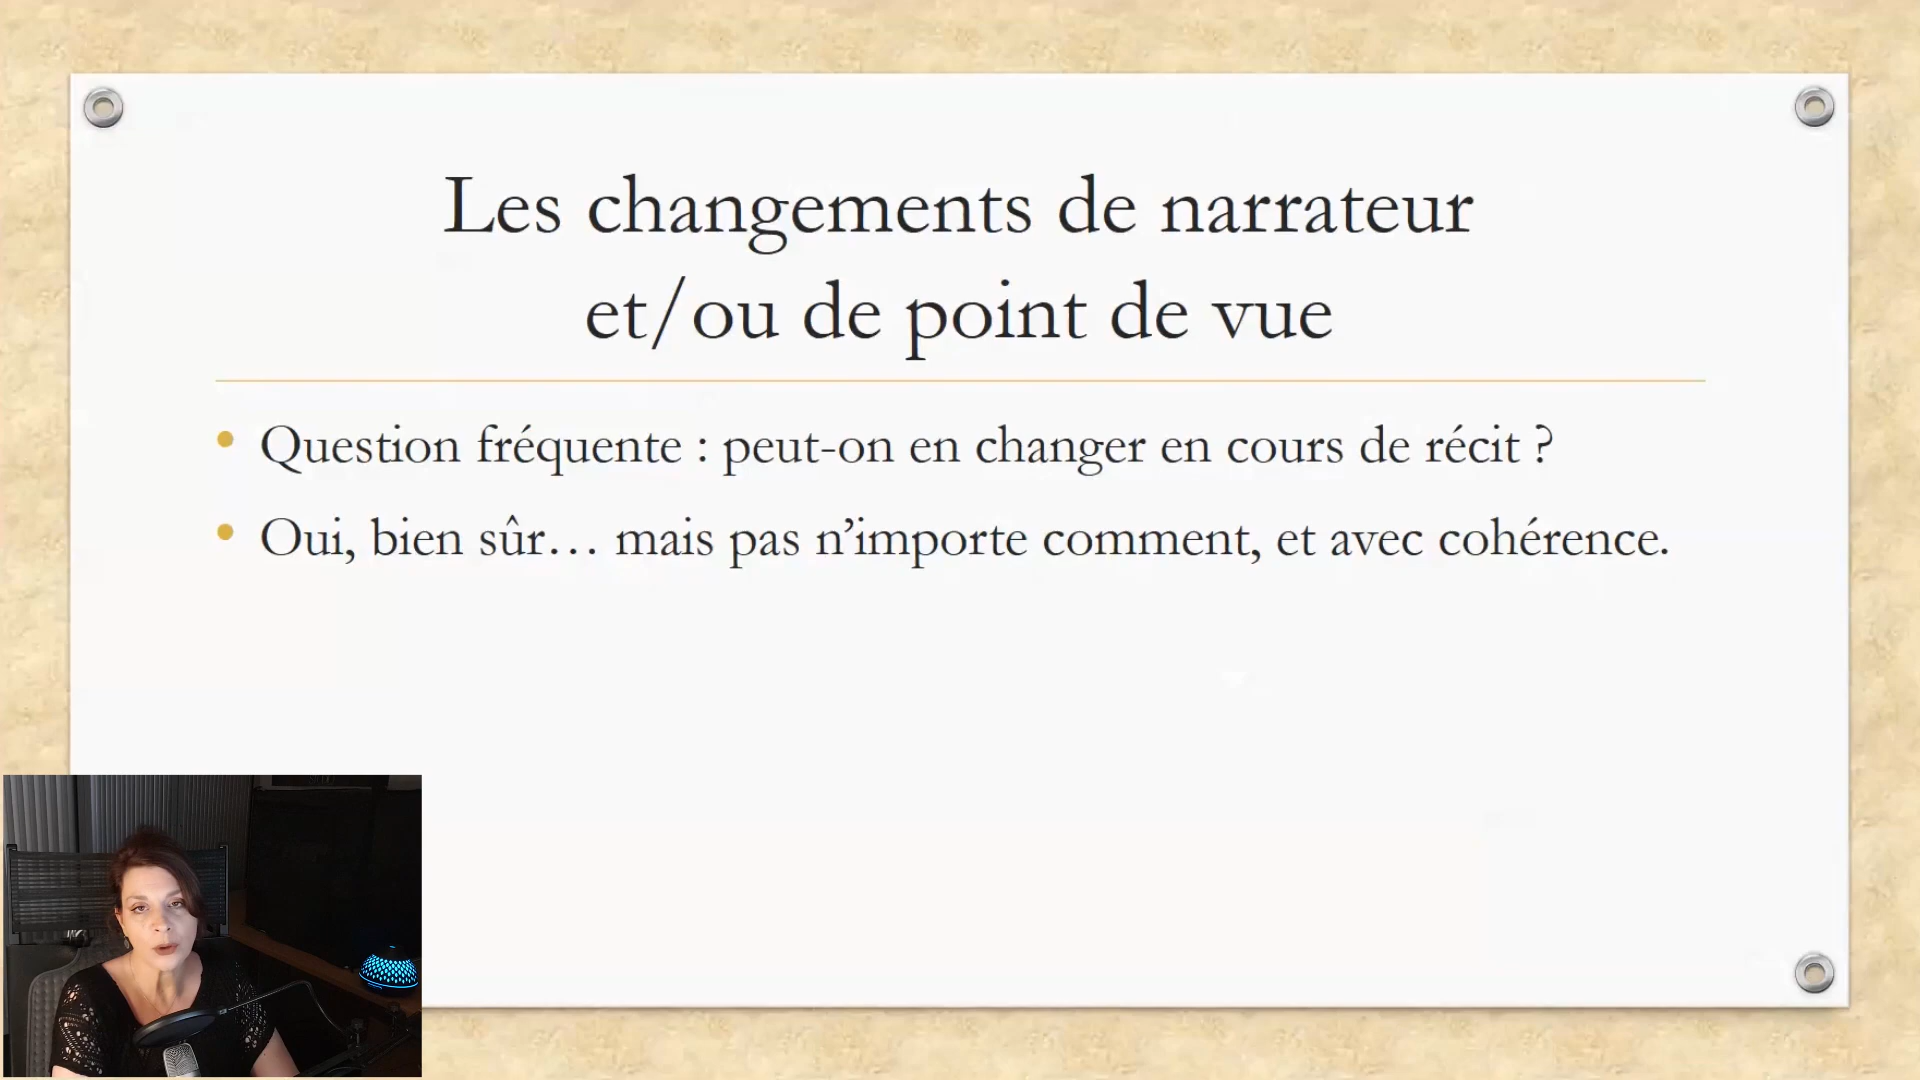 Les changements de narrateur
et/ou de point de vue
• Question fréquente : peut-on en changer en cours de récit ?
• Oui, bien sûr… mais pas n’importe comment, et avec cohérence.